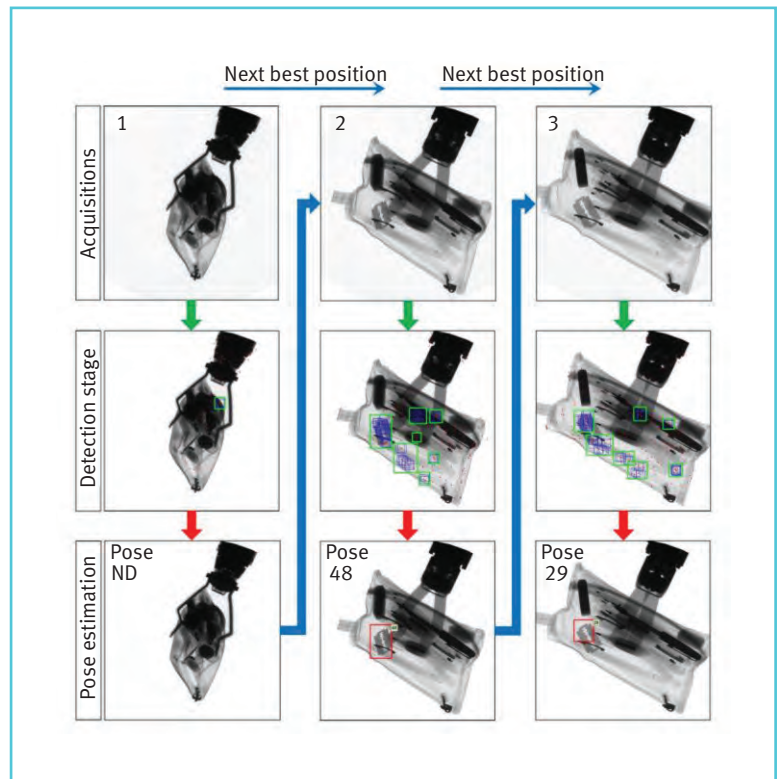 Next best position
Next best position
Acquisitions
1
2
3
Detection stage
Pose estimation
Pose
ND
Pose
48
Pose
29